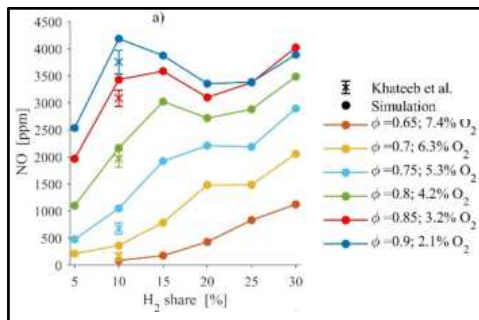 a)
4500
4000
3500
3000
2500
2000
1500
1000
500
0
NO [ppm]
5 10 15 20 25 30
H₂ share [%]
Khateeb et al.
Simulation
ϕ =0.65; 7.4% O₂
ϕ =0.7; 6.3% O₂
ϕ =0.75; 5.3% O₂
ϕ =0.8; 4.2% O₂
ϕ =0.85; 3.2% O₂
ϕ =0.9; 2.1% O₂